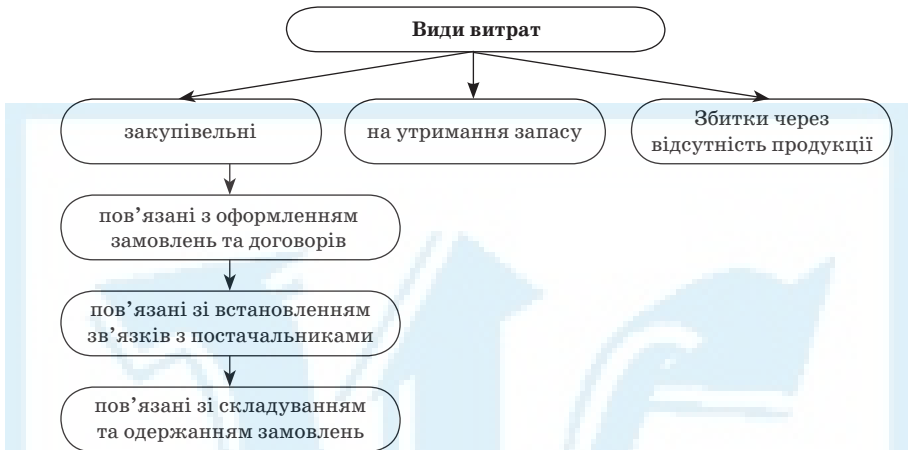 Види витрат
закупівельні
на утримання запасу
Збитки через
відсутність продукції
пов’язані з оформленням
замовлень та договорів
пов’язані зі встановленням
зв’язків з постачальниками
пов’язані зі складуванням
та одержанням замовлень